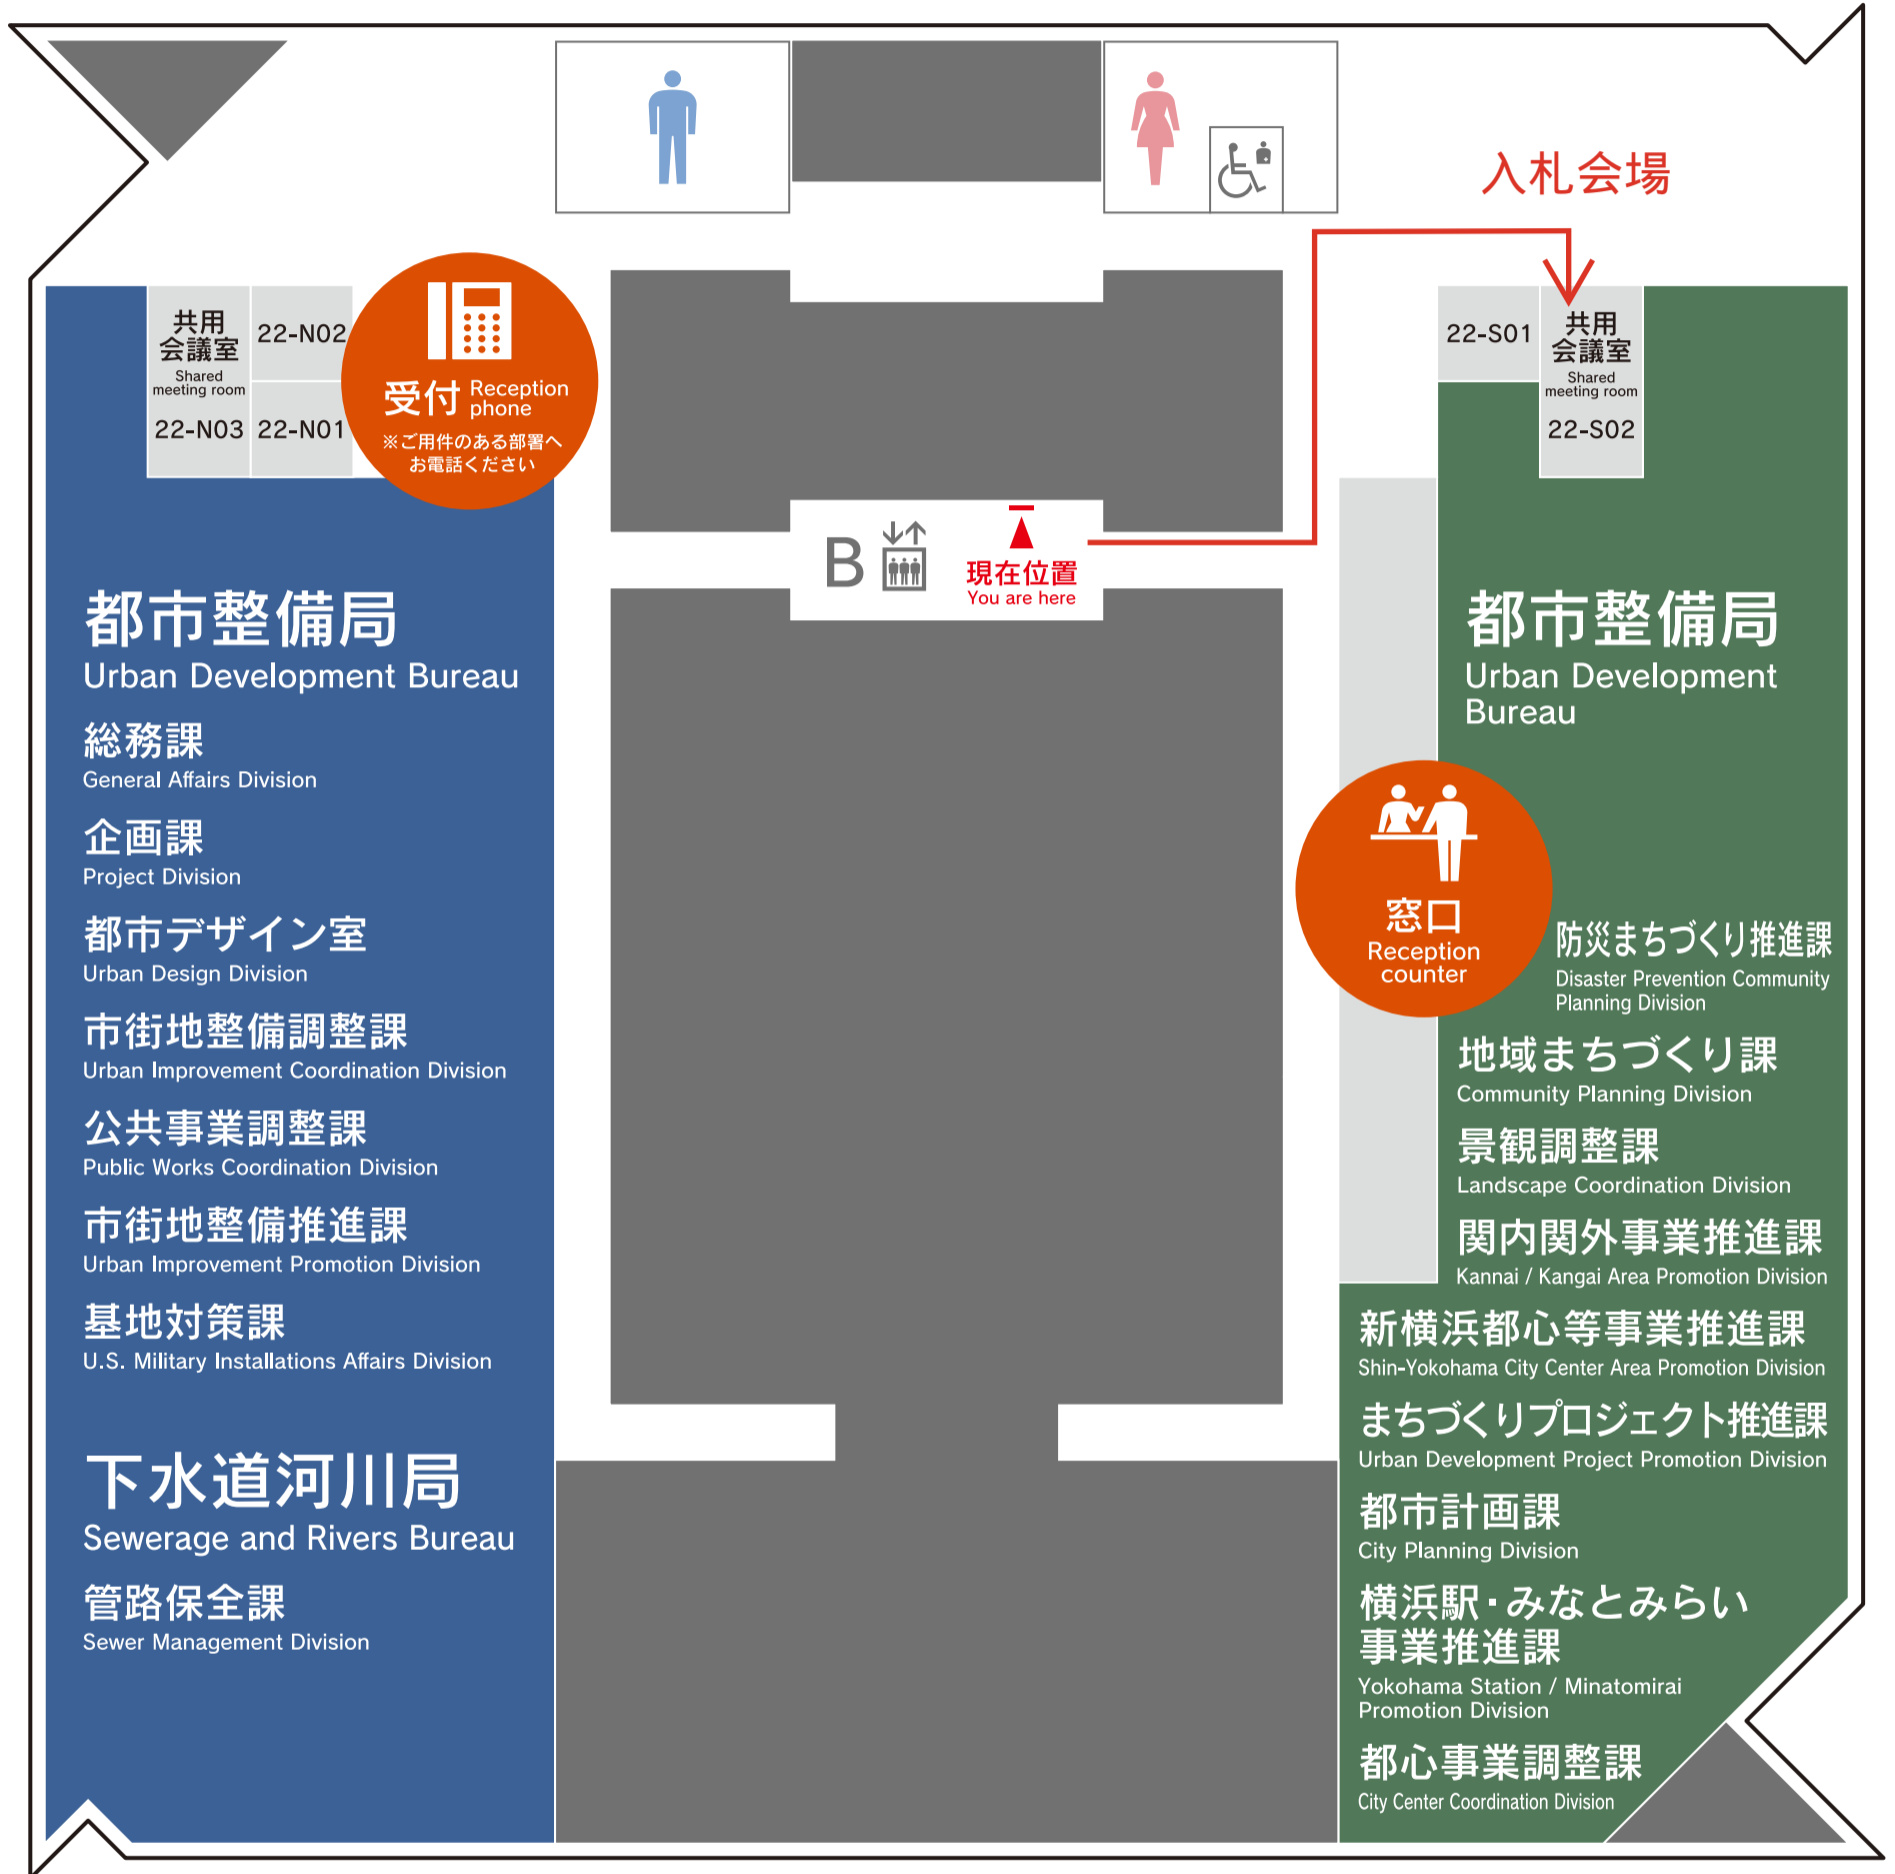 入札会場
共用
会議室
Shared
meeting room
22-N03
22-N02
22-N01
受付 Reception
phone
※ご用件のある部署へ
お電話ください
22-S01
共用
会議室
Shared
meeting room
22-S02
B
現在位置
You are here
都市整備局
Urban Development Bureau
総務課
General Affairs Division
企画課
Project Division
都市デザイン室
Urban Design Division
市街地整備調整課
Urban Improvement Coordination Division
公共事業調整課
Public Works Coordination Division
市街地整備推進課
Urban Improvement Promotion Division
基地対策課
U.S. Military Installations Affairs Division
下水道河川局
Sewerage and Rivers Bureau
管路保全課
Sewer Management Division
都市整備局
Urban Development
Bureau
窓口
Reception
counter
防災まちづくり推進課
Disaster Prevention Community
Planning Division
地域まちづくり課
Community Planning Division
景観調整課
Landscape Coordination Division
関内関外事業推進課
Kannai / Kangai Area Promotion Division
新横浜都心等事業推進課
Shin-Yokohama City Center Area Promotion Division
まちづくりプロジェクト推進課
Urban Development Project Promotion Division
都市計画課
City Planning Division
横浜駅・みなとみらい
事業推進課
Yokohama Station / Minatomirai
Promotion Division
都心事業調整課
City Center Coordination Division